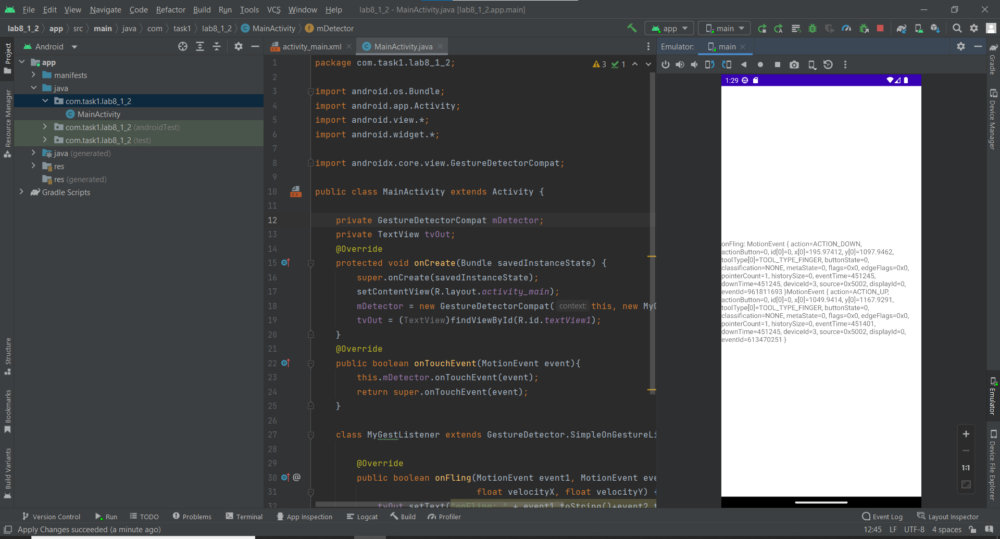 File Edit View Navigate Code Refactor Build Run Tools VCS Window Help lab8_1_2 - MainActivity.java [lab8_1_2.app.main]
lab8_1_2 app src main java com task1 lab8_1_2 MainActivity mDetector app main
Project
Resource Manager
Structure
Bookmarks
Build Variants
Android
app
manifests
java
com.task1.lab8_1_2
MainActivity
com.task1.lab8_1_2 (androidTest)
com.task1.lab8_1_2 (test)
java (generated)
res
res (generated)
Gradle Scripts
activity_main.xml MainActivity.java
3 1
1 package com.task1.lab8_1_2;
2
3 import android.os.Bundle;
4 import android.app.Activity;
5 import android.view.*;
6 import android.widget.*;
7
8 import androidx.core.view.GestureDetectorCompat;
9
10 public class MainActivity extends Activity {
11
12 private GestureDetectorCompat mDetector;
13 private TextView tvOut;
14 @Override
15 protected void onCreate(Bundle savedInstanceState) {
16 super.onCreate(savedInstanceState);
17 setContentView(R.layout.activity_main);
18 mDetector = new GestureDetectorCompat( context: this, new MyG
19 tvOut = (TextView)findViewById(R.id.textView1);
20 }
21 @Override
22 public boolean onTouchEvent(MotionEvent event){
23 this.mDetector.onTouchEvent(event);
24 return super.onTouchEvent(event);
25 }
26
27 class MyGestListener extends GestureDetector.SimpleOnGestureLi
28
29 @Override
30 @ public boolean onFling(MotionEvent event1, MotionEvent eve
31 float velocityX, float velocityY) {
32 tvOut.setText("onFling: " + event1.toString()+event2.t
Emulator: main
1:29
onFling: MotionEvent { action=ACTION_DOWN,
actionButton=0, id[0]=0, x[0]=195.97412, y[0]=1097.9462,
toolType[0]=TOOL_TYPE_FINGER, buttonState=0,
classification=NONE, metaState=0, flags=0x0, edgeFlags=0x0,
pointerCount=1, historySize=0, eventTime=451245,
downTime=451245, deviceId=3, source=0x5002, displayId=0,
eventId=961811693 }MotionEvent { action=ACTION_UP,
actionButton=0, id[0]=0, x[0]=1049.9414, y[0]=1167.9291,
toolType[0]=TOOL_TYPE_FINGER, buttonState=0,
classification=NONE, metaState=0, flags=0x0, edgeFlags=0x0,
pointerCount=1, historySize=0, eventTime=451401,
downTime=451245, deviceId=3, source=0x5002, displayId=0,
eventId=613470251 }
1:1
Gradle
Device Manager
Emulator
Device File Explorer
Version Control Run TODO Problems Terminal App Inspection Logcat Build Profiler Event Log Layout Inspector
Apply Changes succeeded (a minute ago) 12:45 LF UTF-8 4 spaces